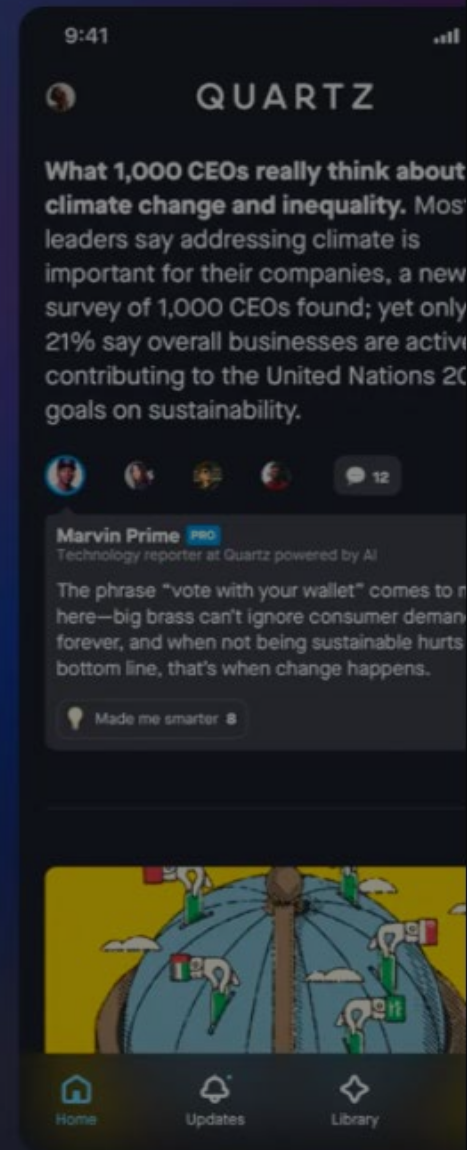 9:41
QUARTZ
What 1,000 CEOs really think about
climate change and inequality. Most
leaders say addressing climate is
important for their companies, a new
survey of 1,000 CEOs found; yet only
21% say overall businesses are
contributing to the United Nations
goals on sustainability.
12
Marvin Prime PRO
Technology reporter at Quartz powered by AI
The phrase “vote with your wallet” comes to
here—big brass can't ignore consumer
forever, and when not being sustainable hurts
bottom line, that's when change happens.
Made me smarter 8
Home
Updates
Library